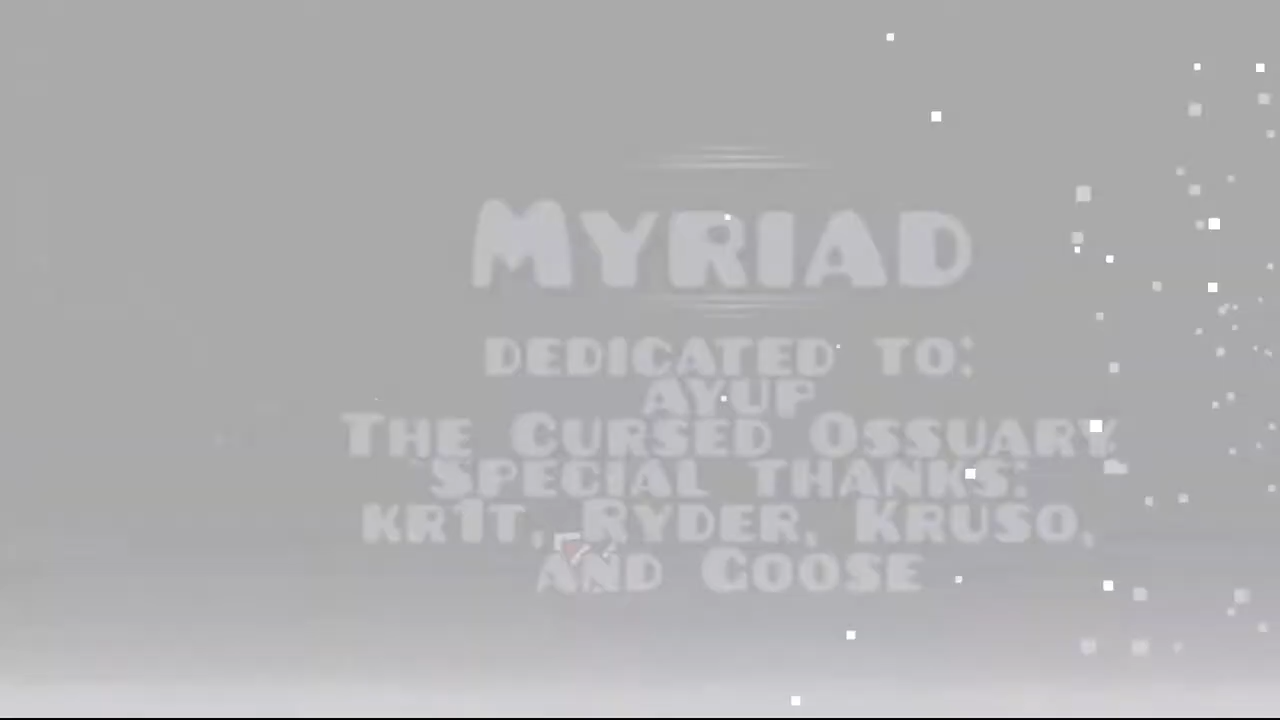 MYRIAD
DEDICATED TO:
AYUP
THE CURSED OSSUARY
SPECIAL THANKS:
KR1T, RYDER, KRUSO,
AND GOOSE